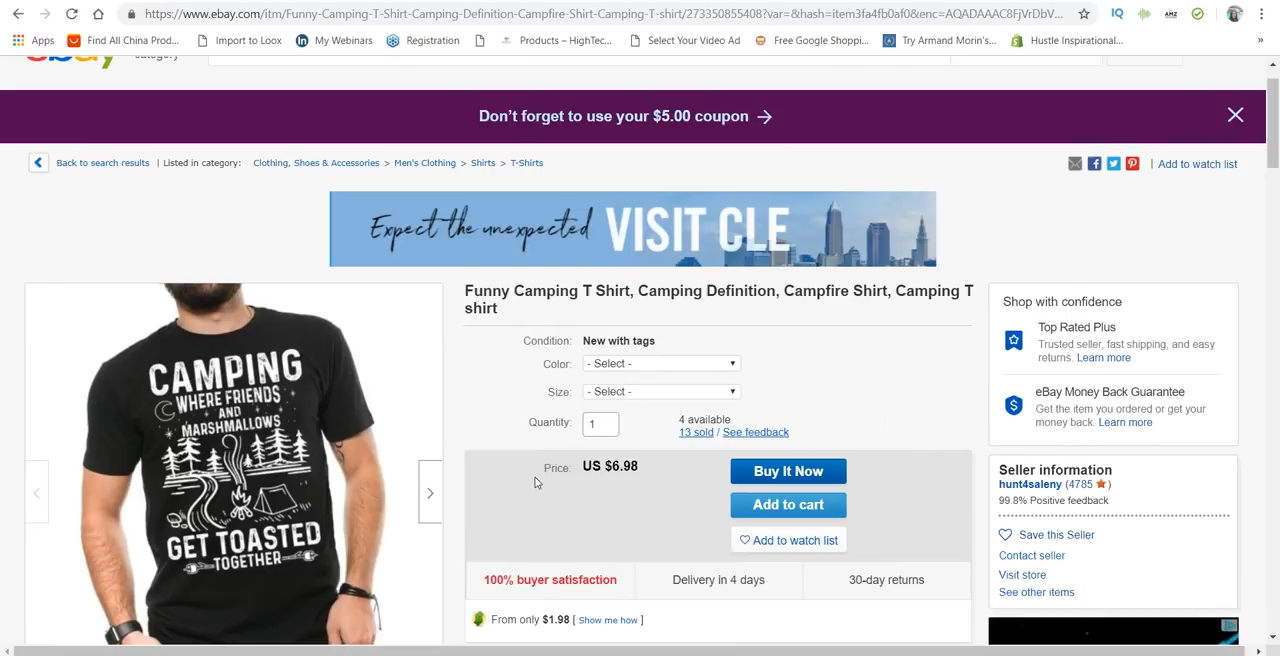 https://www.ebay.com/itm/Funny-Camping-T-Shirt-Camping-Definition-Campfire-Shirt-Camping-T-shirt/273350855408?var=&hash=item3fa4fb0af0&enc=AQADAAAC8FjVrDbV...
Apps
Find All China Prod...
Import to Loox
My Webinars
Registration
Products – HighTec...
Select Your Video Ad
Free Google Shoppi...
Try Armand Morin's...
Hustle Inspirational...
»
Don't forget to use your $5.00 coupon →
Back to search results | Listed in category: Clothing, Shoes & Accessories > Men's Clothing > Shirts > T-Shirts
| Add to watch list
Expect the unexpected VISIT CLE
Funny Camping T Shirt, Camping Definition, Campfire Shirt, Camping T
shirt
Condition: New with tags
Color: - Select -
Size: - Select -
Quantity: 1
4 available
13 sold / See feedback
Price: US $6.98
Buy It Now
Add to cart
Add to watch list
100% buyer satisfaction
Delivery in 4 days
30-day returns
From only $1.98 [ Show me how ]
CAMPING
WHERE FRIENDS
AND
MARSHMALLOWS
GET TOASTED
TOGETHER
Shop with confidence
Top Rated Plus
Trusted seller, fast shipping, and easy
returns. Learn more
eBay Money Back Guarantee
Get the item you ordered or get your
money back. Learn more
Seller information
hunt4saleny (4785 ★)
99.8% Positive feedback
Save this Seller
Contact seller
Visit store
See other items